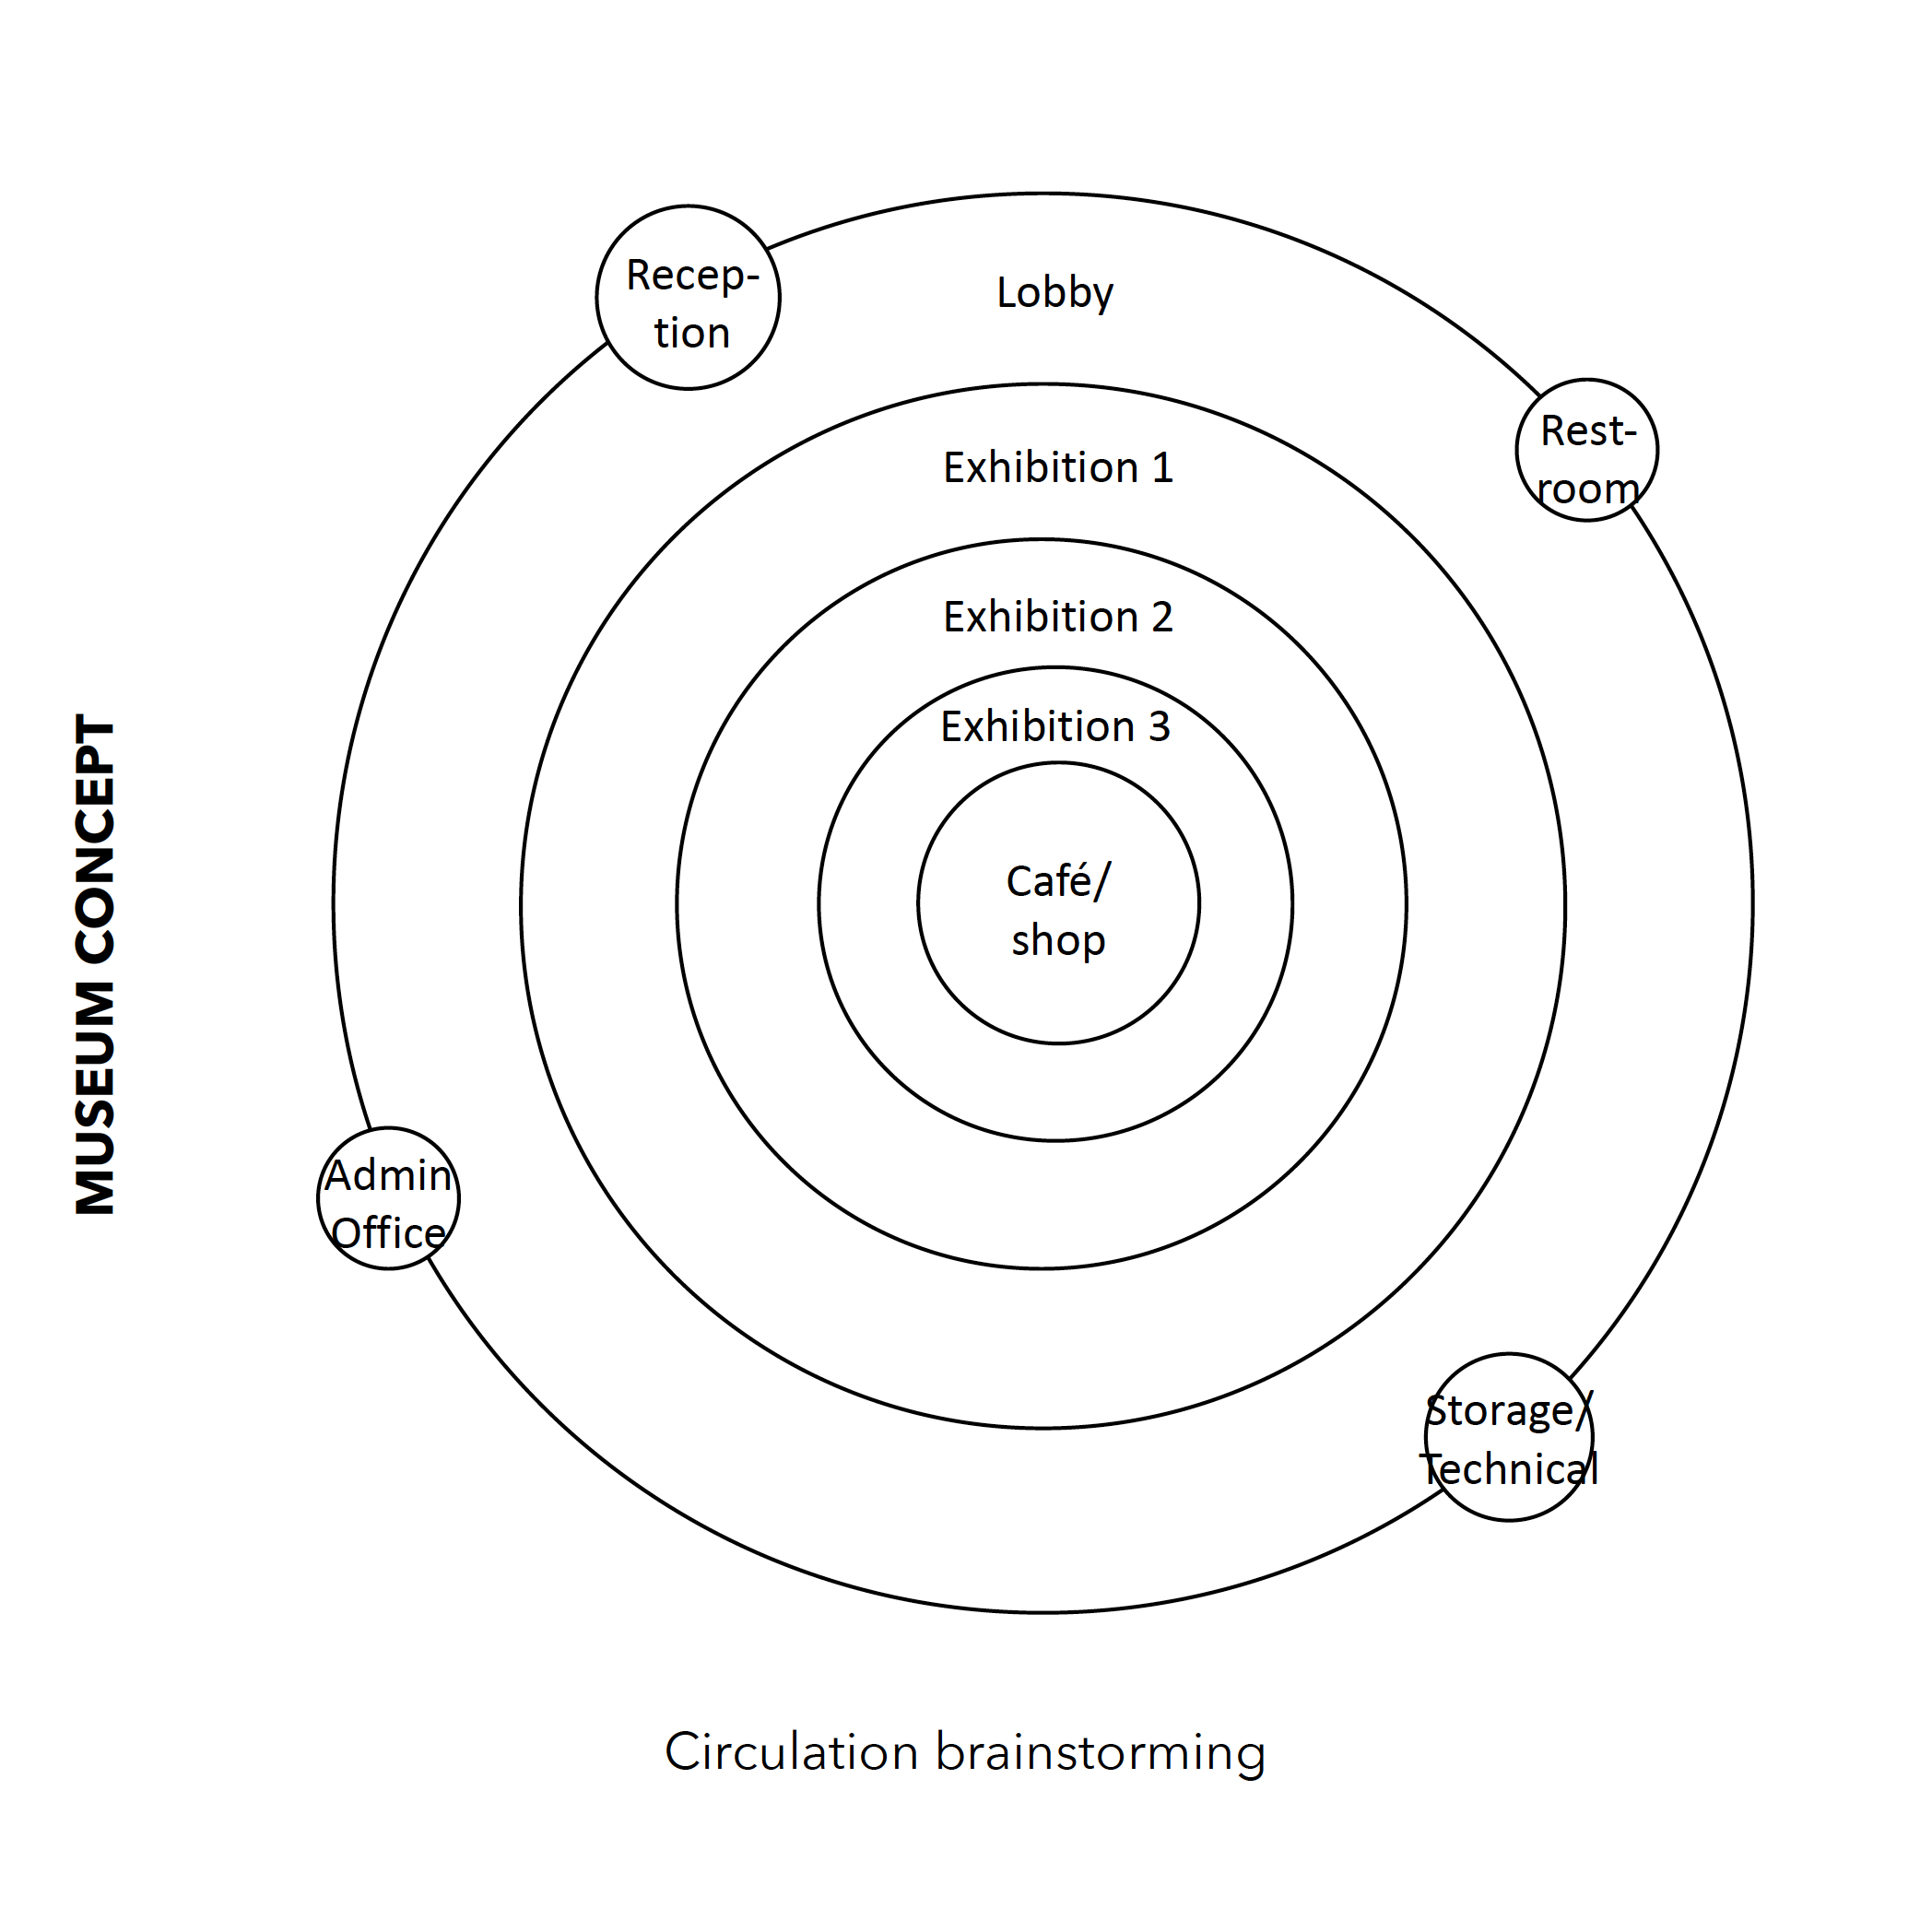 MUSEUM CONCEPT
Recep-
tion
Lobby
Rest-
room
Exhibition 1
Exhibition 2
Exhibition 3
Café/
shop
Admin
Office
Storage/
Technical
Circulation brainstorming